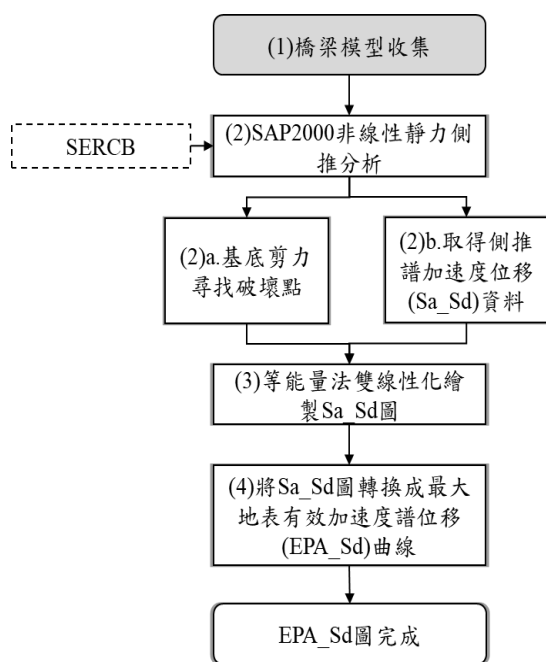 (1)橋梁模型收集
SERCB
(2)SAP2000非線性靜力側
推分析
(2)a.基底剪力
尋找破壞點
(2)b.取得側推
譜加速度位移
(Sa_Sd)資料
(3)等能量法雙線性化繪
製Sa_Sd圖
(4)將Sa_Sd圖轉換成最大
地表有效加速度譜位移
(EPA_Sd)曲線
EPA_Sd圖完成